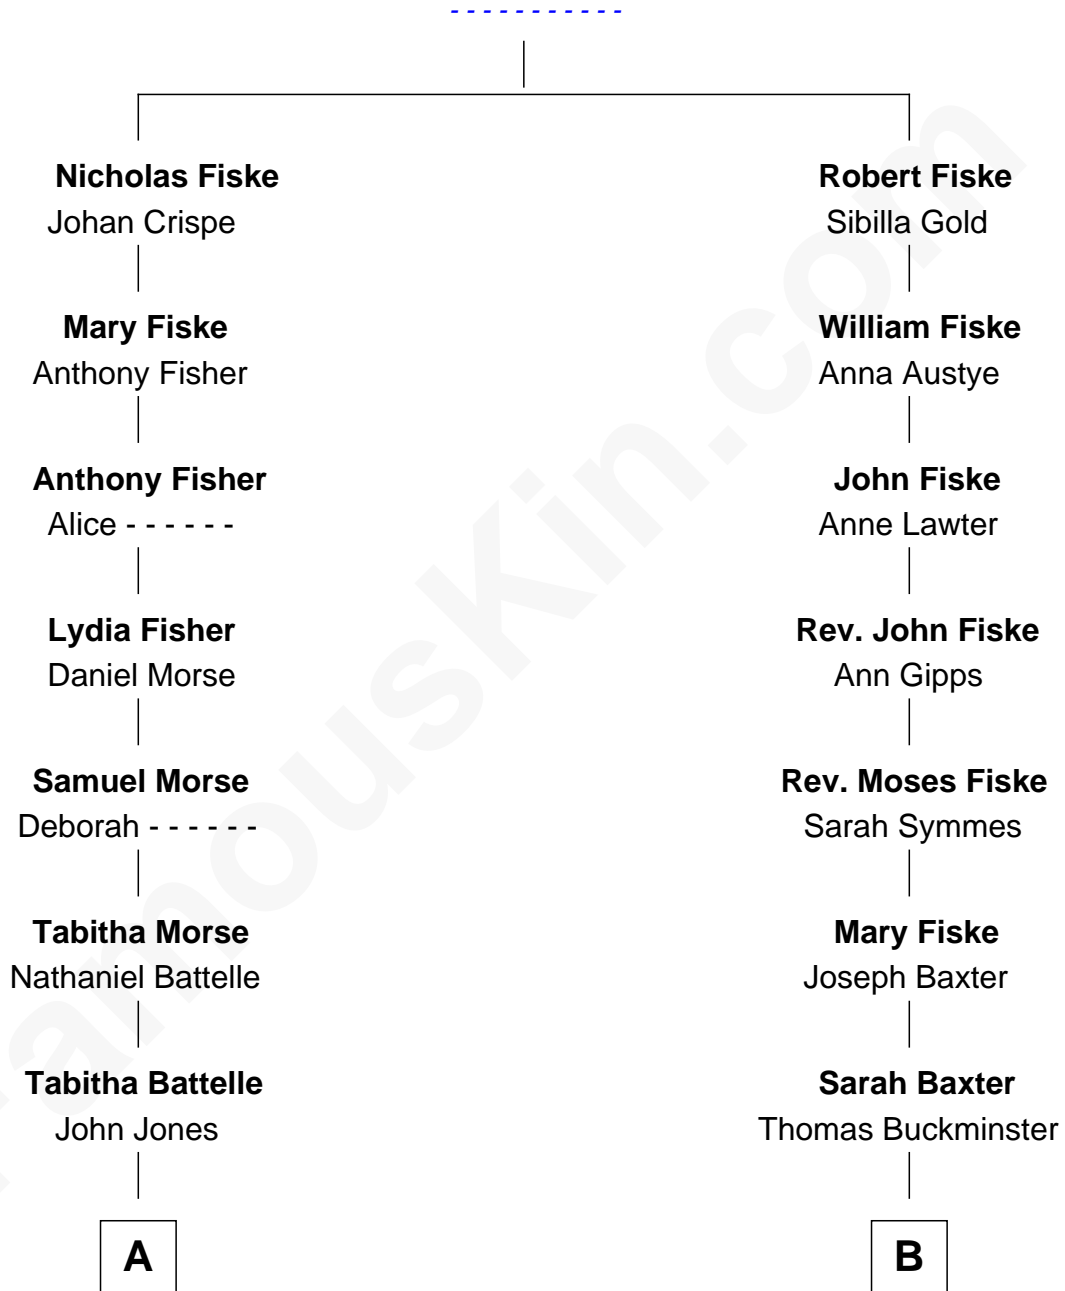 - - - - - - - - - - -
Nicholas Fiske
Johan Crispe
Mary Fiske
Anthony Fisher
Anthony Fisher
Alice - - - - - -
Lydia Fisher
Daniel Morse
Samuel Morse
Deborah - - - - - -
Tabitha Morse
Nathaniel Battelle
Tabitha Battelle
John Jones
A
Robert Fiske
Sibilla Gold
William Fiske
Anna Austye
John Fiske
Anne Lawter
Rev. John Fiske
Ann Gipps
Rev. Moses Fiske
Sarah Symmes
Mary Fiske
Joseph Baxter
Sarah Baxter
Thomas Buckminster
B
FamousKin.com